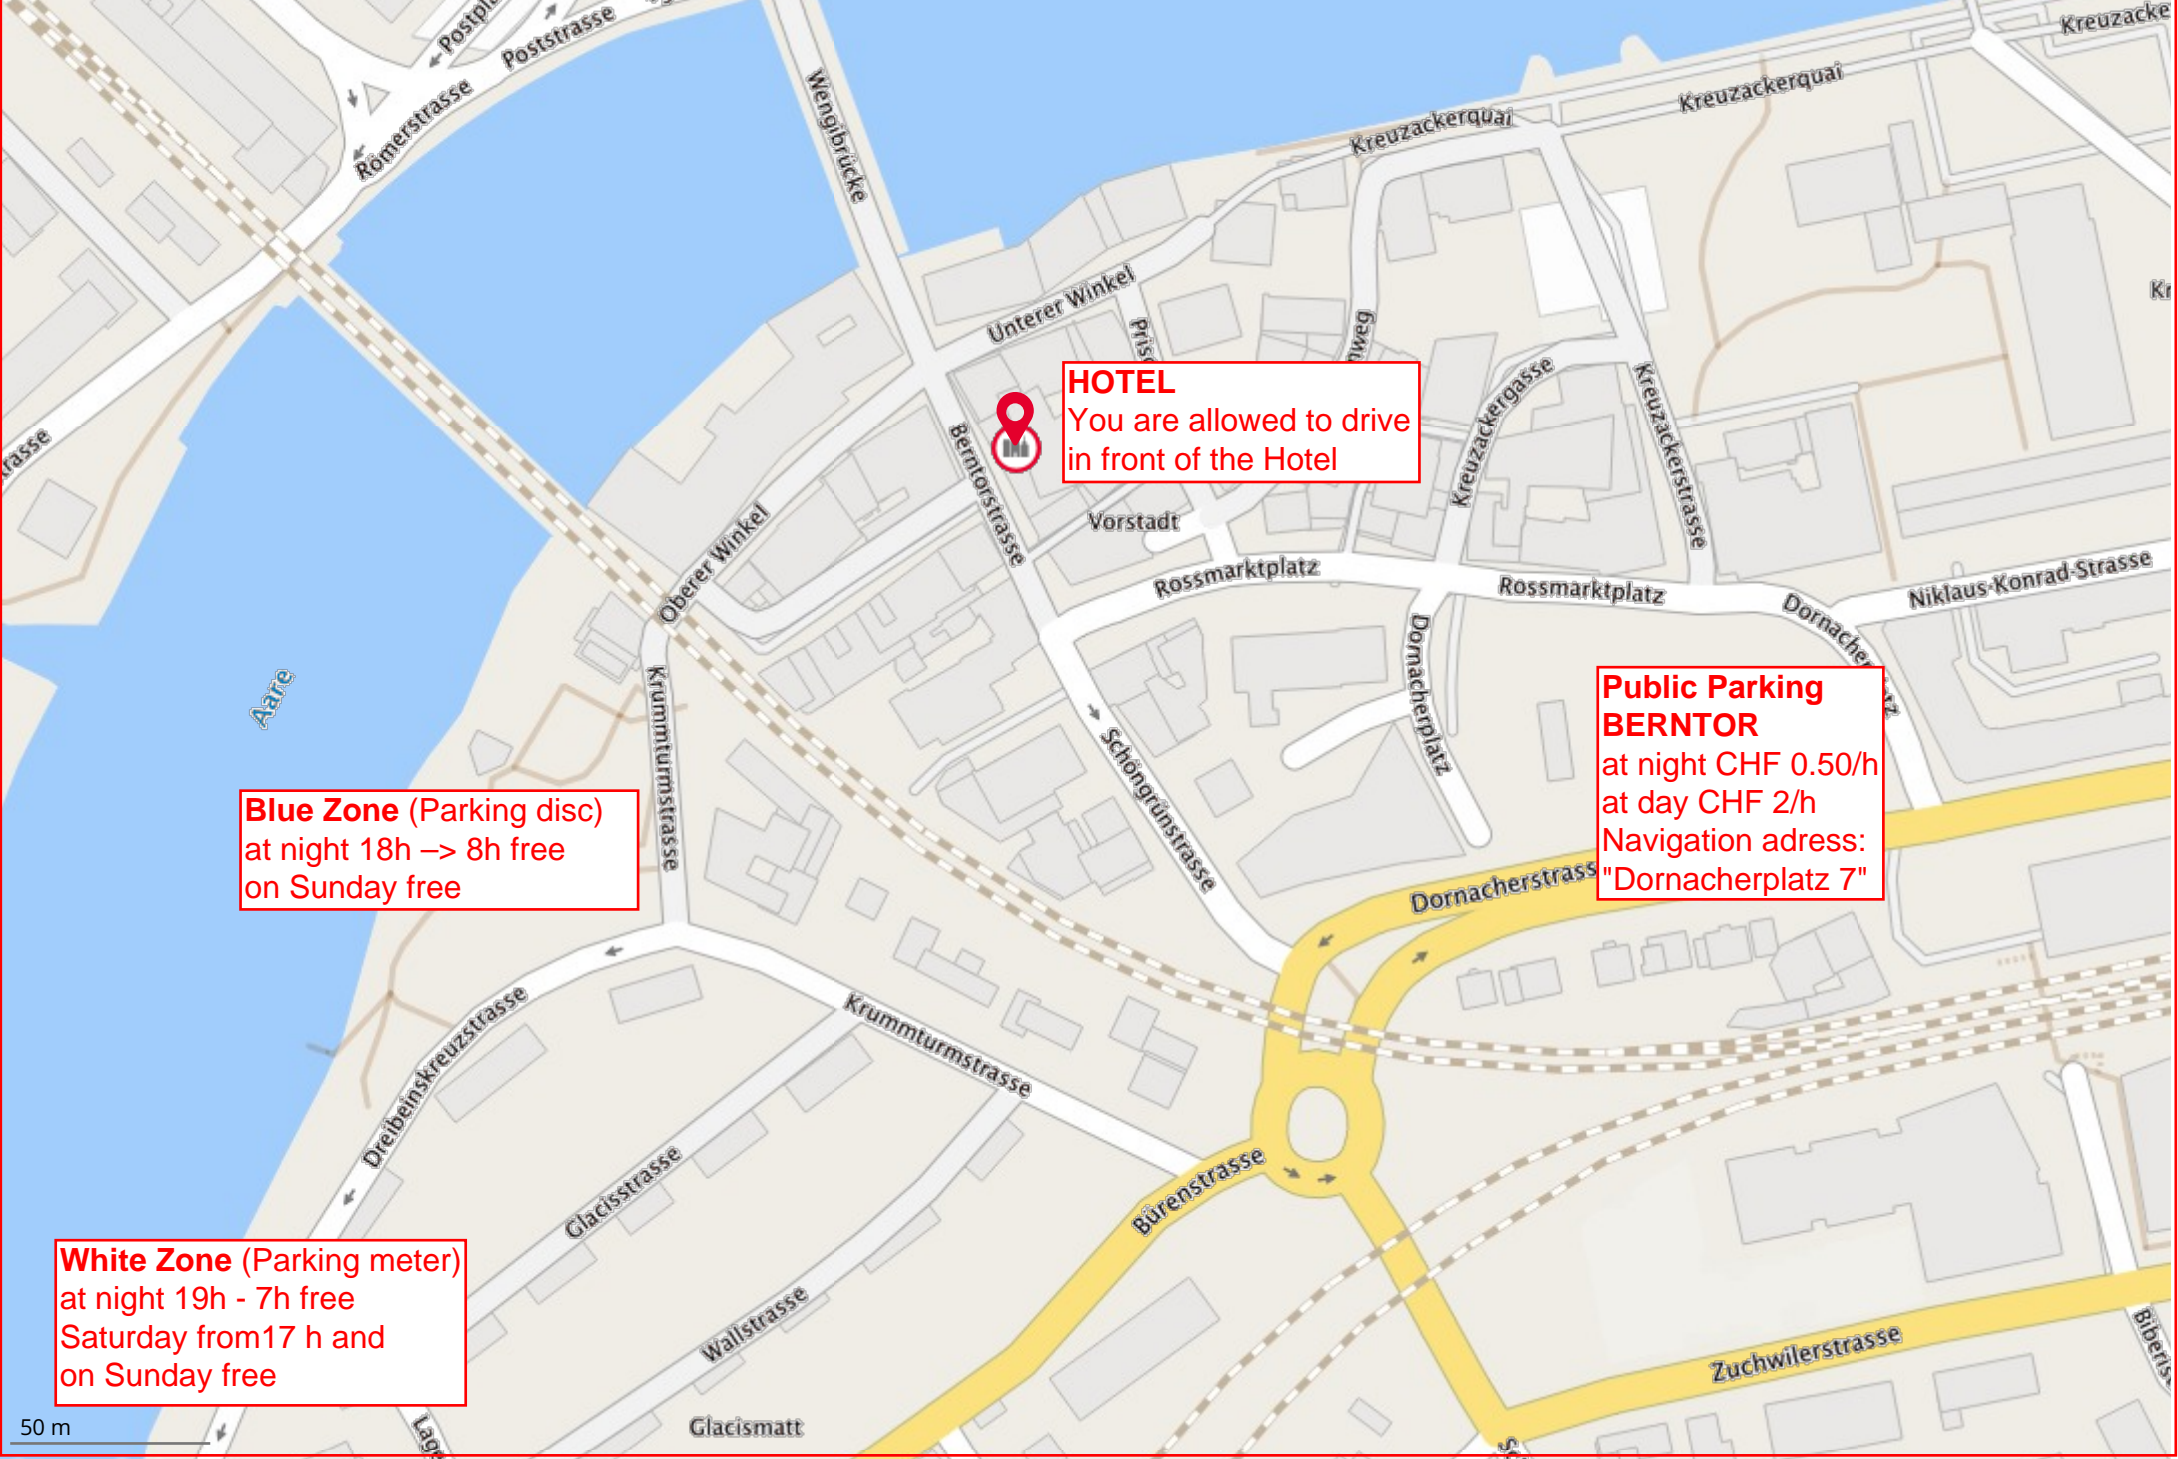 Poststrasse
Römerstrasse
Wengibrücke
Kreuzackerquai
Kreuzackerquai
Unterer Winkel
HOTEL
You are allowed to drive
in front of the Hotel
Berntorstrasse
Kreuzackergasse
Kreuzackerstrasse
Vorstadt
Oberer Winkel
Rossmarktplatz
Rossmarktplatz
Niklaus-Konrad-Strasse
Dornacherplatz
Aare
Krummturmstrasse
Schöngrünstrasse
Public Parking
BERNTOR
at night CHF 0.50/h
at day CHF 2/h
Navigation adress:
"Dornacherplatz 7"
Blue Zone (Parking disc)
at night 18h –> 8h free
on Sunday free
Dreibeinskreuzstrasse
Krummturmstrasse
Glacisstrasse
Bürenstrasse
White Zone (Parking meter)
at night 19h - 7h free
Saturday from17 h and
on Sunday free
Wallstrasse
Zuchwilerstrasse
Glacismatt
50 m